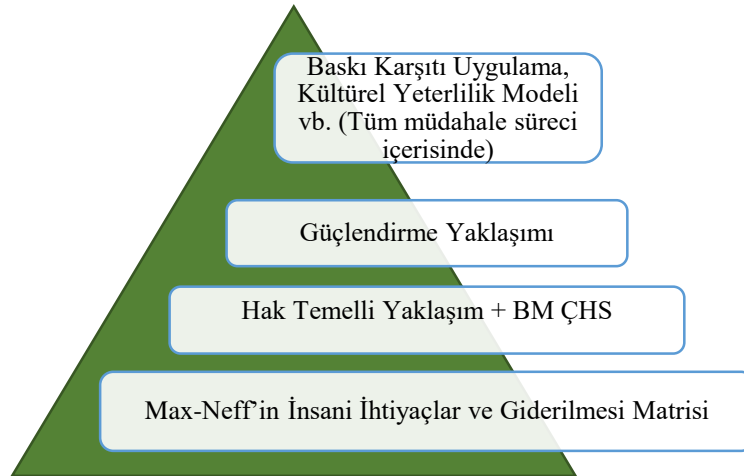 Baskı Karşıtı Uygulama,
Kültürel Yeterlilik Modeli
vb. (Tüm müdahale süreci
içerisinde)
Güçlendirme Yaklaşımı
Hak Temelli Yaklaşım + BM ÇHS
Max-Neff’in İnsani İhtiyaçlar ve Giderilmesi Matrisi